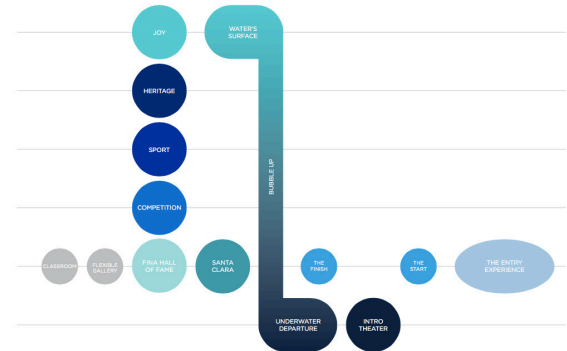 JOY
WATER'S
SURFACE
HERITAGE
SPORT
BUBBLE UP
COMPETITION
CLASSROOM
FLEXIBLE
GALLERY
FINA HALL
OF FAME
SANTA
CLARA
THE
FINISH
THE
START
THE ENTRY
EXPERIENCE
UNDERWATER
DEPARTURE
INTRO
THEATER